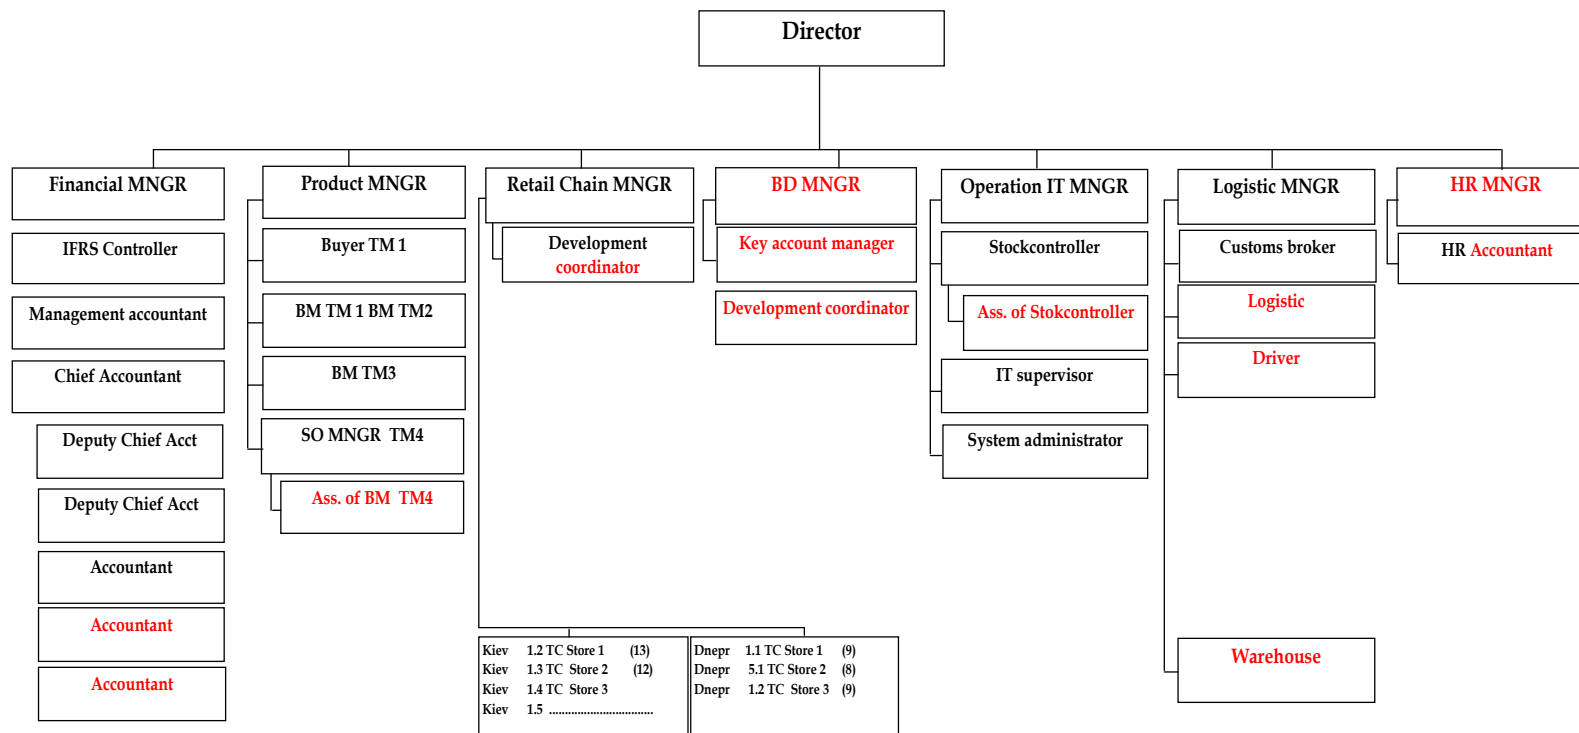 Director
Financial MNGR
IFRS Controller
Management accountant
Chief Accountant
Deputy Chief Acct
Deputy Chief Acct
Accountant
Accountant
Accountant
Product MNGR
Buyer TM 1
BM TM 1 BM TM2
BM TM3
SO MNGR TM4
Ass. of BM TM4
Retail Chain MNGR
Development
coordinator
Kiev 1.2 TC Store 1 (13)
Kiev 1.3 TC Store 2 (12)
Kiev 1.4 TC Store 3
Kiev 1.5 ..................................
Dnepr 1.1 TC Store 1 (9)
Dnepr 5.1 TC Store 2 (8)
Dnepr 1.2 TC Store 3 (9)
BD MNGR
Key account manager
Development coordinator
Operation IT MNGR
Stockcontroller
Ass. of Stokcontroller
IT supervisor
System administrator
Logistic MNGR
Customs broker
Logistic
Driver
Warehouse
HR MNGR
HR Accountant